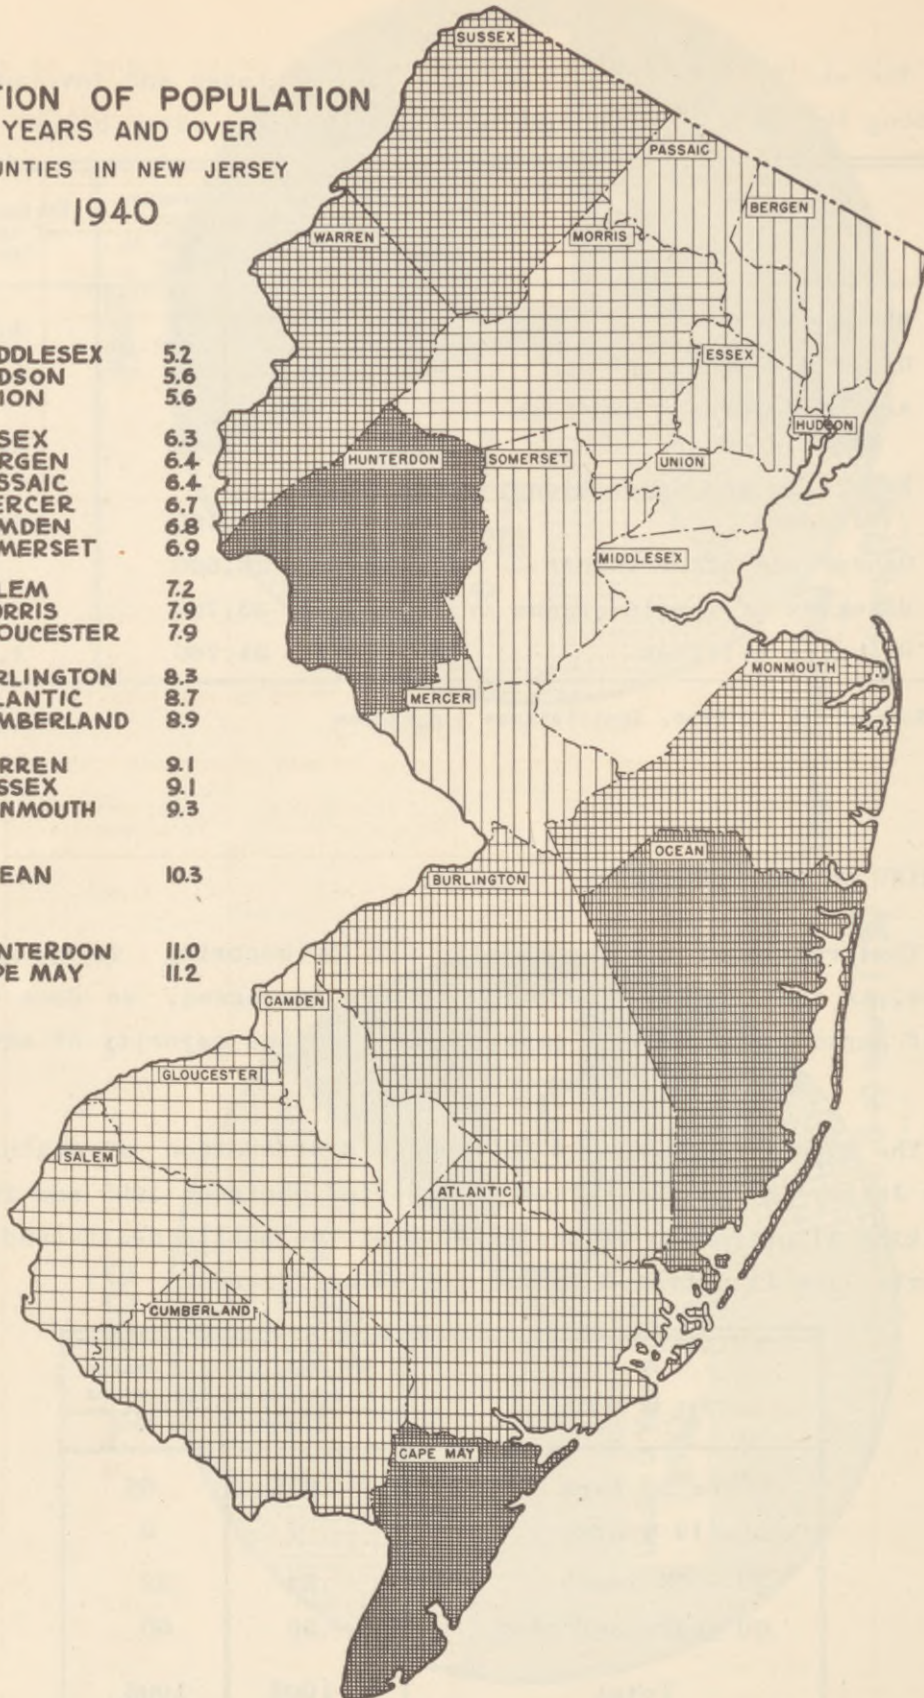 TION OF POPULATION
YEARS AND OVER
UNTIES IN NEW JERSEY
1940
DDLESEX 5.2
DSON 5.6
ION 5.6
SEX 6.3
RGEN 6.4
SSAIC 6.4
ERCER 6.7
MDEN 6.8
MERSET 6.9
LEM 7.2
ORRIS 7.9
OUCESTER 7.9
RLINGTON 8.3
LANTIC 8.7
MBERLAND 8.9
RREN 9.1
SSEX 9.1
NMOUTH 9.3
EAN 10.3
NTERDON 11.0
PE MAY 11.2
SUSSEX
PASSAIC
BERGEN
WARREN
MORRIS
ESSEX
HUDSON
HUNTERDON
SOMERSET
UNION
MIDDLESEX
MONMOUTH
MERCER
OCEAN
BURLINGTON
CAMDEN
GLOUCESTER
SALEM
ATLANTIC
CUMBERLAND
CAPE MAY